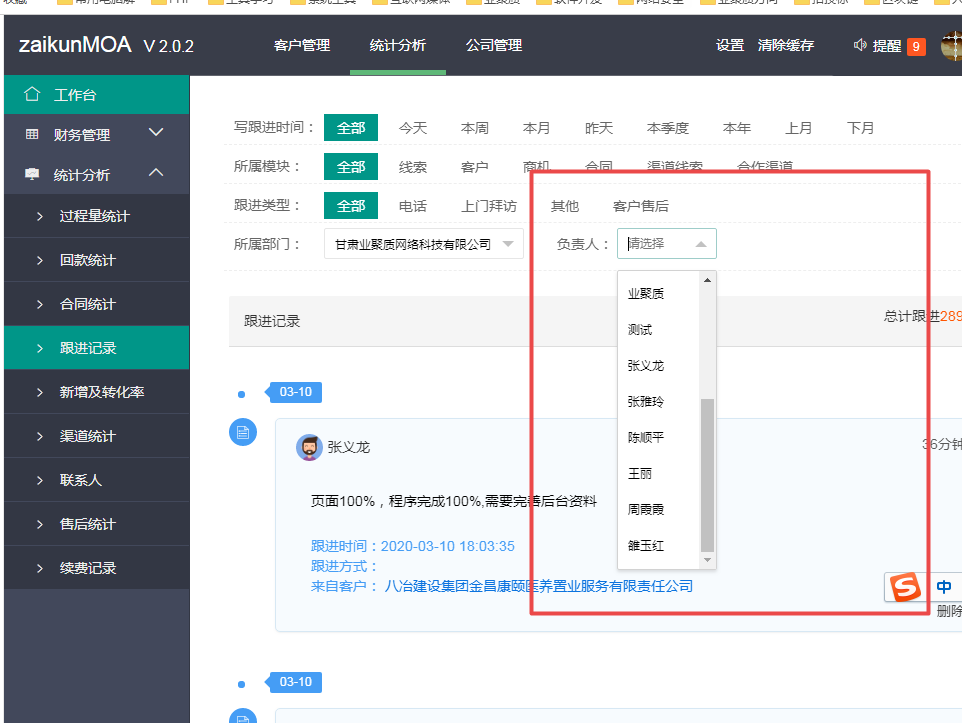 zaikunMOA V 2.0.2
客户管理 统计分析 公司管理
设置 清除缓存 提醒 9
工作台
财务管理
统计分析
过程量统计
回款统计
合同统计
跟进记录
新增及转化率
渠道统计
联系人
售后统计
续费记录
写跟进时间： 全部 今天 本周 本月 昨天 本季度 本年 上月 下月
所属模块： 全部 线索 客户 商机 合同 渠道线索 合作渠道
跟进类型： 全部 电话 上门拜访 其他 客户售后
所属部门： 甘肃业聚质网络科技有限公司 负责人： 请选择
业聚质
测试
张义龙
张雅玲
陈顺平
王丽
周霞霞
雒玉红
跟进记录 总计跟进289
03-10
张义龙 36分钟
页面100%，程序完成100%,需要完善后台资料
跟进时间：2020-03-10 18:03:35
跟进方式：
来自客户： 八冶建设集团金昌康颐医养置业服务有限责任公司
中
删除
03-10